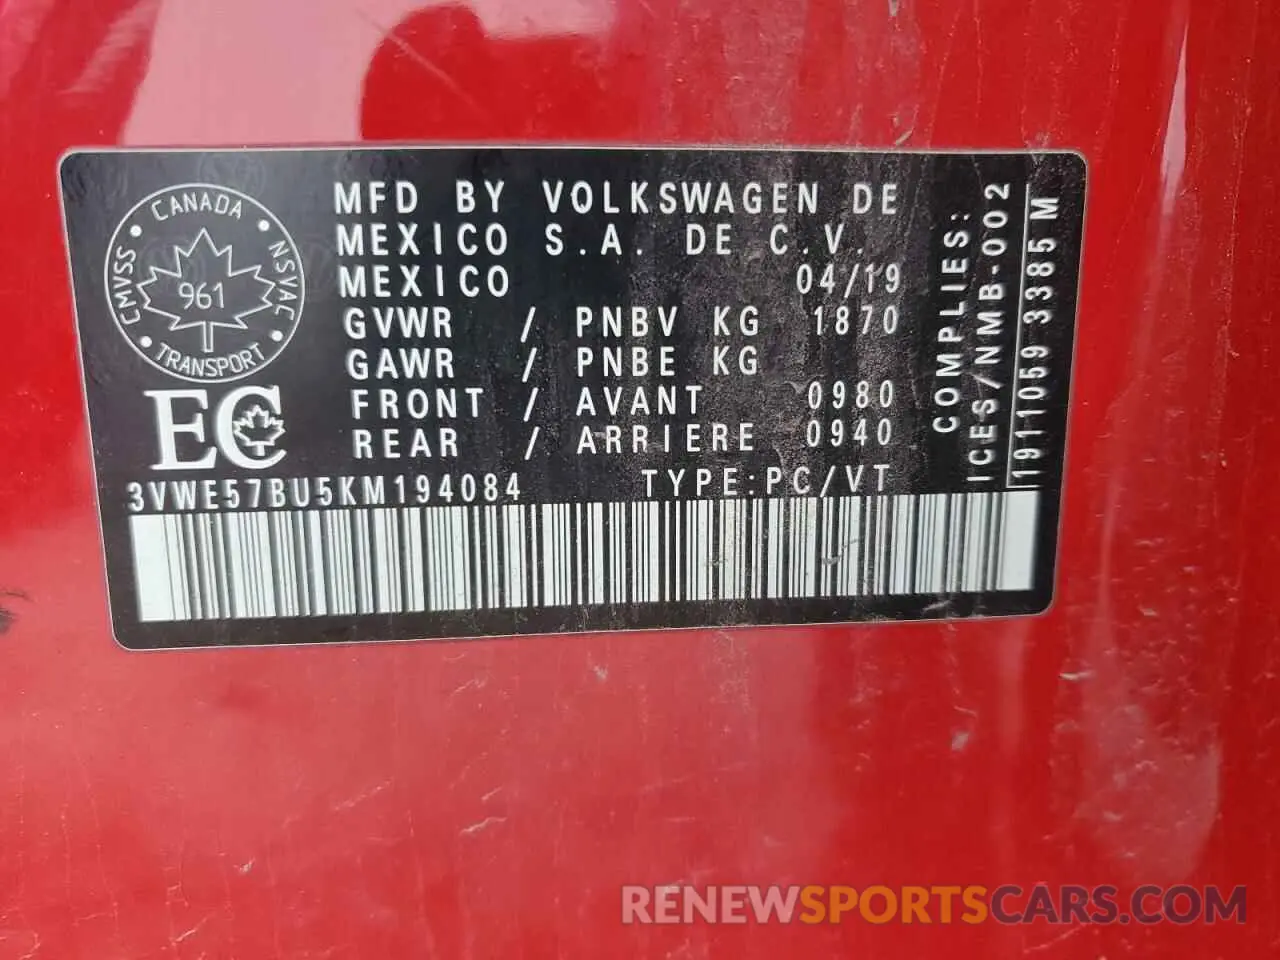 CANADA
CMVSS
NSVAC
961
TRANSPORT
EC
MFD BY VOLKSWAGEN DE
MEXICO S.A. DE C.V.
MEXICO 04/19
GVWR / PNBV KG 1870
GAWR / PNBE KG
FRONT / AVANT 0980
REAR / ARRIERE 0940
3VWE57BU5KM194084 TYPE:PC/VT
COMPLIES:
ICES/NMB-002
1911059 3385 M
RENEWSPORTSCARS.COM